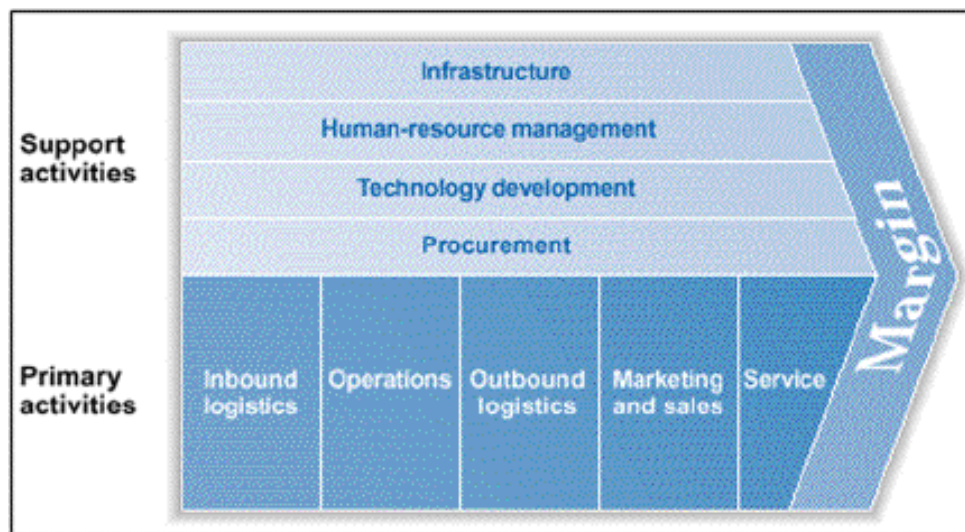 Infrastructure
Human-resource management
Support
activities
Technology development
Procurement
Margin
Primary
activities
Inbound
logistics
Operations
Outbound
logistics
Marketing
and sales
Service